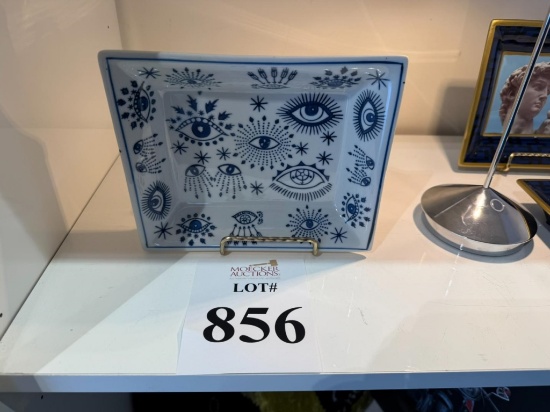 MOECKER
AUCTIONS
LOT#
856